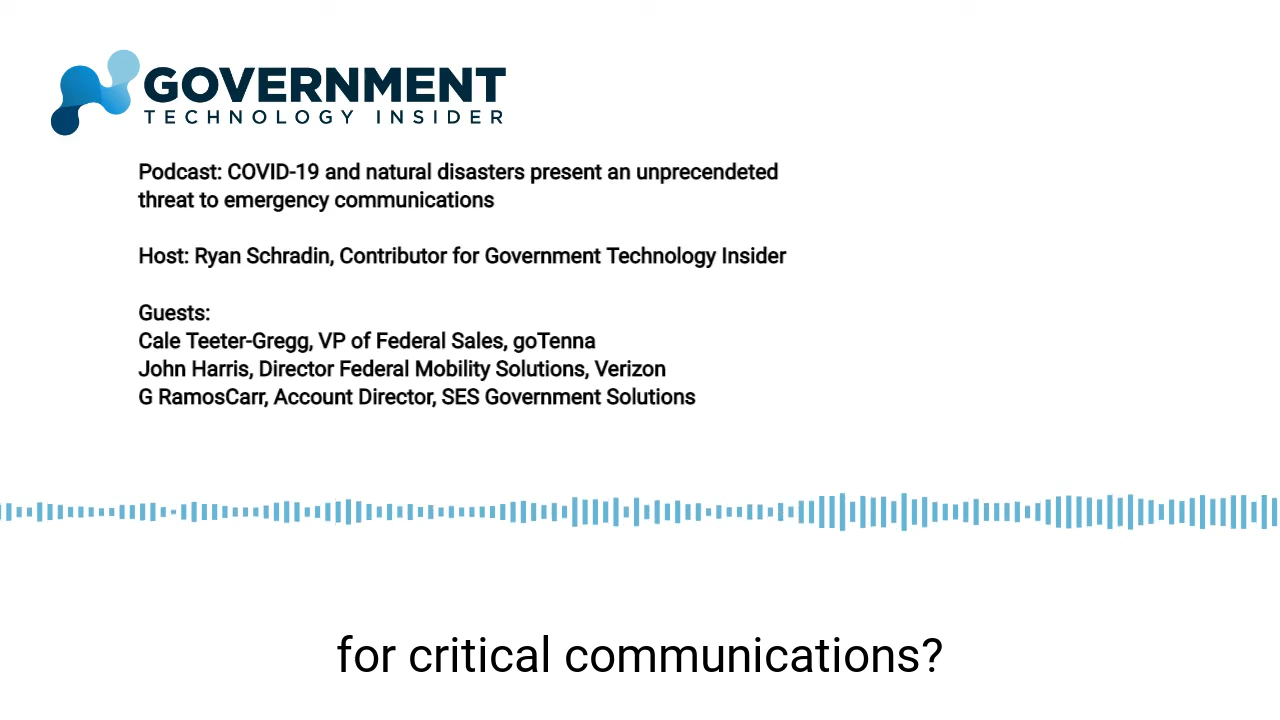 GOVERNMENT
TECHNOLOGY INSIDER
Podcast: COVID-19 and natural disasters present an unprecendeted
threat to emergency communications
Host: Ryan Schradin, Contributor for Government Technology Insider
Guests:
Cale Teeter-Gregg, VP of Federal Sales, goTenna
John Harris, Director Federal Mobility Solutions, Verizon
G RamosCarr, Account Director, SES Government Solutions
for critical communications?